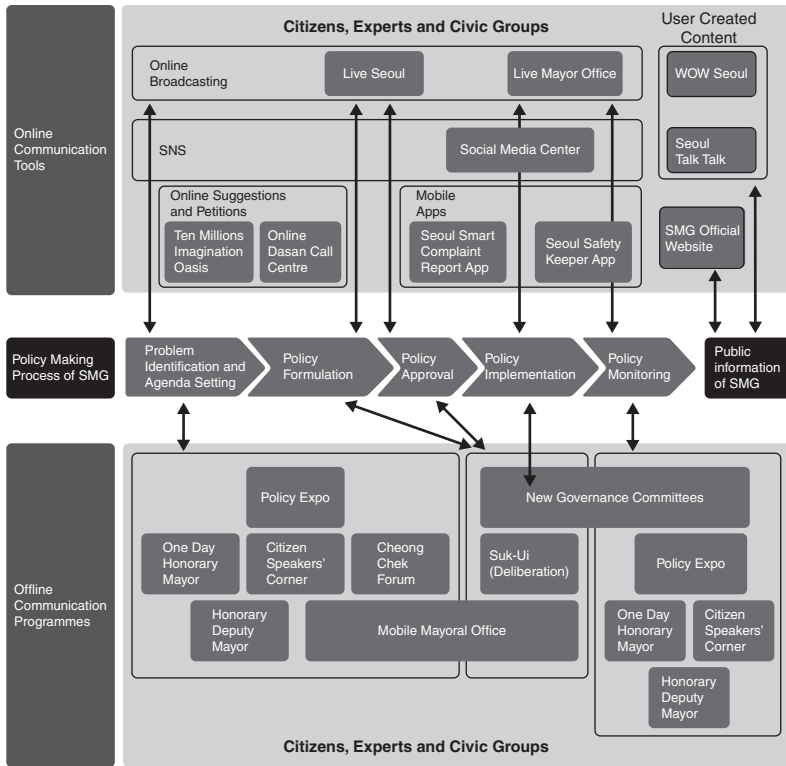 Citizens, Experts and Civic Groups
User Created
Content
Online
Broadcasting
Live Seoul
Live Mayor Office
WOW Seoul
Online
Communication
Tools
SNS
Social Media Center
Seoul
Talk Talk
Online Suggestions
and Petitions
Ten Millions
Imagination
Oasis
Online
Dasan Call
Centre
Mobile
Apps
Seoul Smart
Complaint
Report App
Seoul Safety
Keeper App
SMG Official
Website
Policy Making
Process of SMG
Problem
Identification and
Agenda Setting
Policy
Formulation
Policy
Approval
Policy
Implementation
Policy
Monitoring
Public
information
of SMG
Offline
Communication
Programmes
Policy Expo
One Day
Honorary
Mayor
Citizen
Speakers'
Corner
Cheong
Chek
Forum
Honorary
Deputy
Mayor
Mobile Mayoral Office
New Governance Committees
Suk-Ui
(Deliberation)
Policy Expo
One Day
Honorary
Mayor
Citizen
Speakers'
Corner
Honorary
Deputy
Mayor
Citizens, Experts and Civic Groups